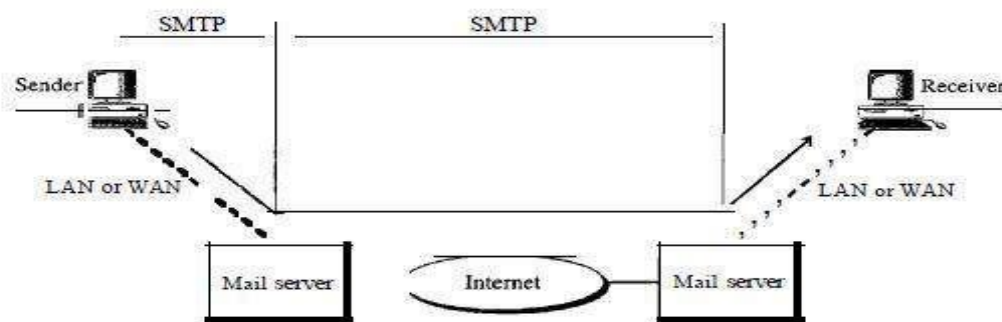 SMTP
SMTP
Sender
Receiver
LAN or WAN
LAN or WAN
Mail server
Internet
Mail server